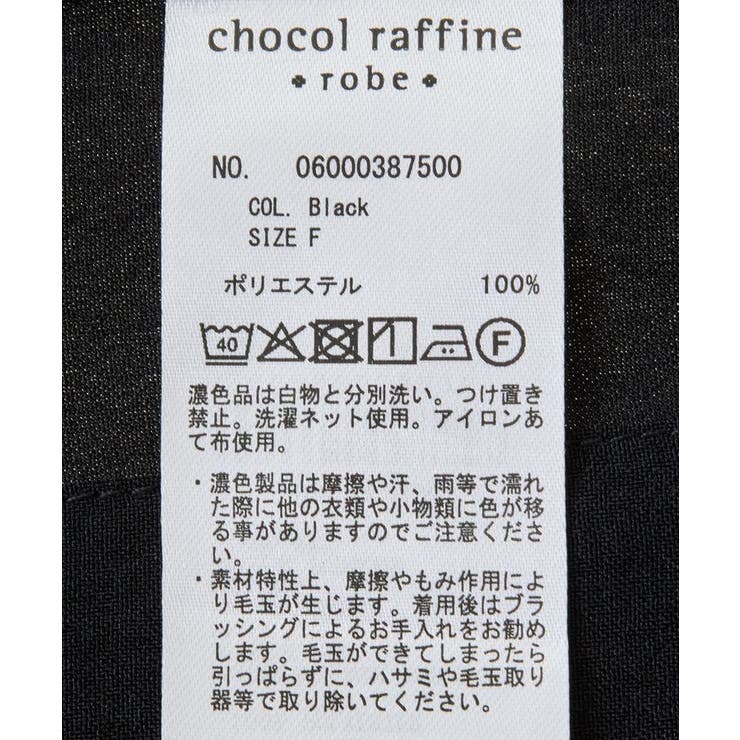 chocol raffine
robe
NO. 06000387500
COL. Black
SIZE F
ポリエステル 100%
40 F
濃色品は白物と分別洗い。つけ置き
禁止。洗濯ネット使用。アイロンあ
て布使用。
・濃色製品は摩擦や汗、雨等で濡れ
た際に他の衣類や小物類に色が移
る事がありますのでご注意くださ
い。
・素材特性上、摩擦やもみ作用によ
り毛玉が生じます。着用後はブラ
ッシングによるお手入れをお勧め
します。毛玉ができてしまったら
引っぱらずに、ハサミや毛玉取り
器等で取り除いてください。